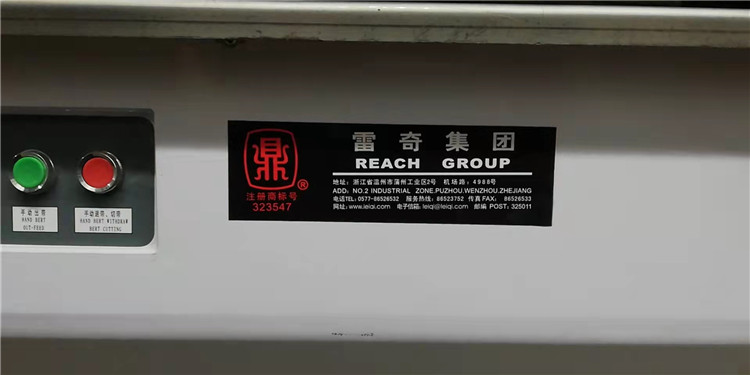 手动出带
HAND BERT
OUT-FEED
手动退带、切带
HAND BERT WITHDRAW
BERT CUTTING
鼎
®
注册商标号
323547
雷奇集团
REACH GROUP
地址:浙江省温州市蒲州工业区2号 机场路:4988号
ADD: NO.2 INDUSTRIAL ZONE.PUZHOU.WENZHOU.ZHEJIANG
电话TEL: 0577-86526532 服务热线: 86523752 传真FAX: 86526533
网址: www.leiqi.com 电子信箱: leiqi@leiqi.com 邮编 POST: 325011